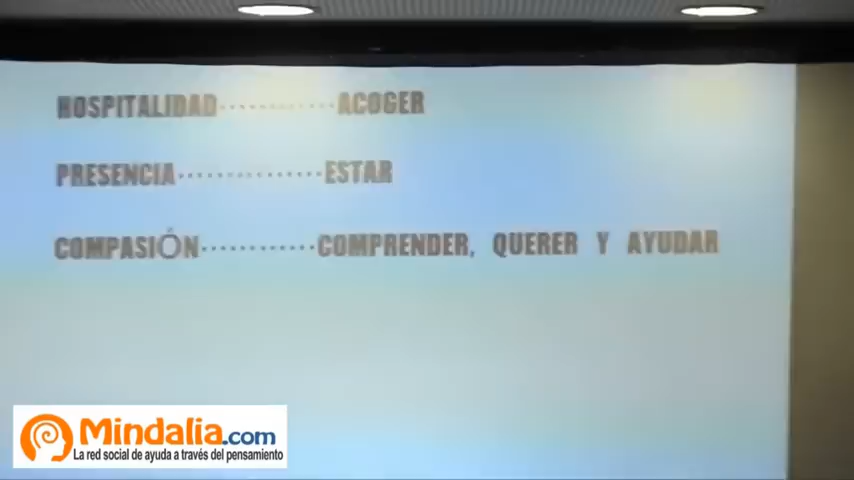 HOSPITALIDAD............ACOGER
PRESENCIA...............ESTAR
COMPASIÓN............COMPRENDER, QUERER Y AYUDAR
Mindalia.com
La red social de ayuda a través del pensamiento